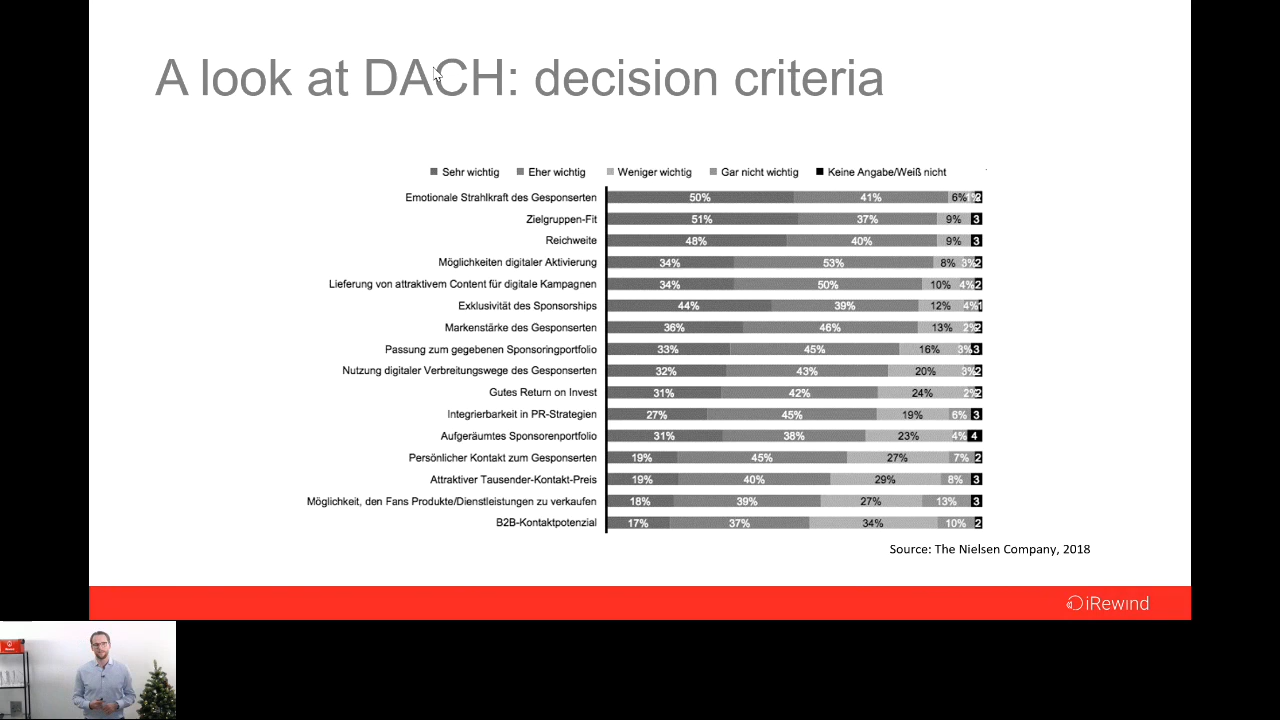 A look at DACH: decision criteria
Sehr wichtig Eher wichtig Weniger wichtig Gar nicht wichtig Keine Angabe/Weiß nicht
Emotionale Strahlkraft des Gesponserten 50% 41% 6% 1% 2
Zielgruppen-Fit 51% 37% 9% 3
Reichweite 48% 40% 9% 3
Möglichkeiten digitaler Aktivierung 34% 53% 8% 3% 2
Lieferung von attraktivem Content für digitale Kampagnen 34% 50% 10% 4% 2
Exklusivität des Sponsorships 44% 39% 12% 4% 1
Markenstärke des Gesponserten 36% 46% 13% 2% 2
Passung zum gegebenen Sponsoringportfolio 33% 45% 16% 3% 3
Nutzung digitaler Verbreitungswege des Gesponserten 32% 43% 20% 3% 2
Gutes Return on Invest 31% 42% 24% 2% 2
Integrierbarkeit in PR-Strategien 27% 45% 19% 6% 3
Aufgeräumtes Sponsorenportfolio 31% 38% 23% 4% 4
Persönlicher Kontakt zum Gesponserten 19% 45% 27% 7% 2
Attraktiver Tausender-Kontakt-Preis 19% 40% 29% 8% 3
Möglichkeit, den Fans Produkte/Dienstleistungen zu verkaufen 18% 39% 27% 13% 3
B2B-Kontaktpotenzial 17% 37% 34% 10% 2
Source: The Nielsen Company, 2018
iRewind